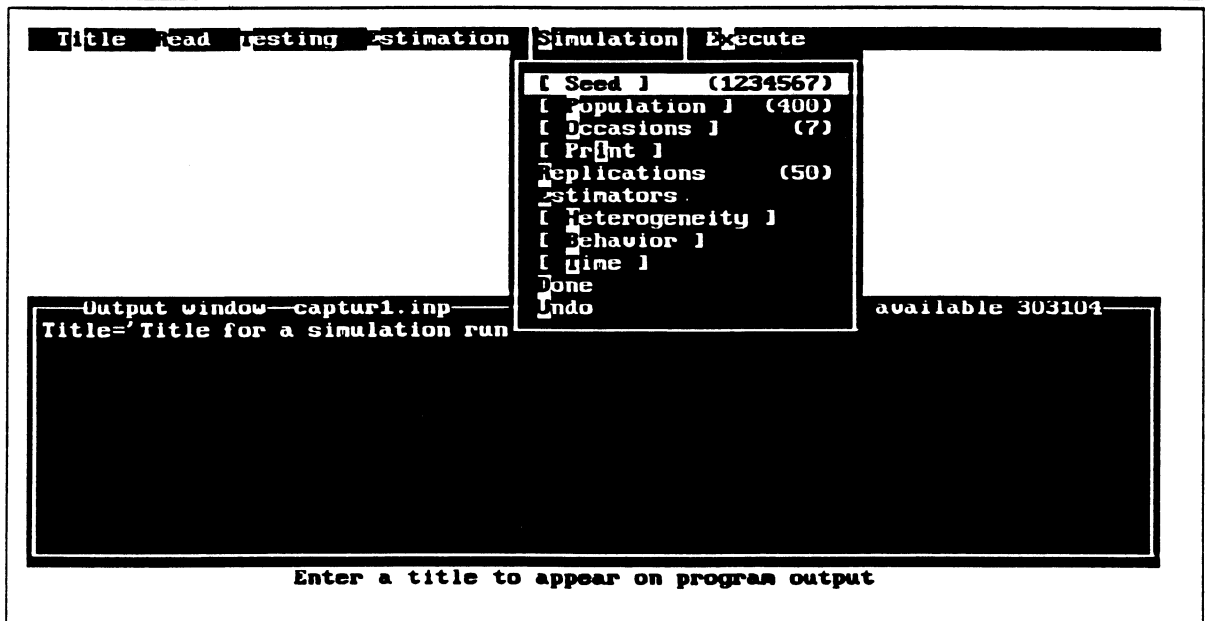 Title Read Testing Estimation Simulation Execute
[ Seed ] (1234567)
[ Population ] (400)
[ Occasions ] (7)
[ Print ]
Replications (50)
Estimators
[ Heterogeneity ]
[ Behavior ]
[ Time ]
Done
Undo
Output window—captur1.inp available 303104
Title='Title for a simulation run
Enter a title to appear on program output